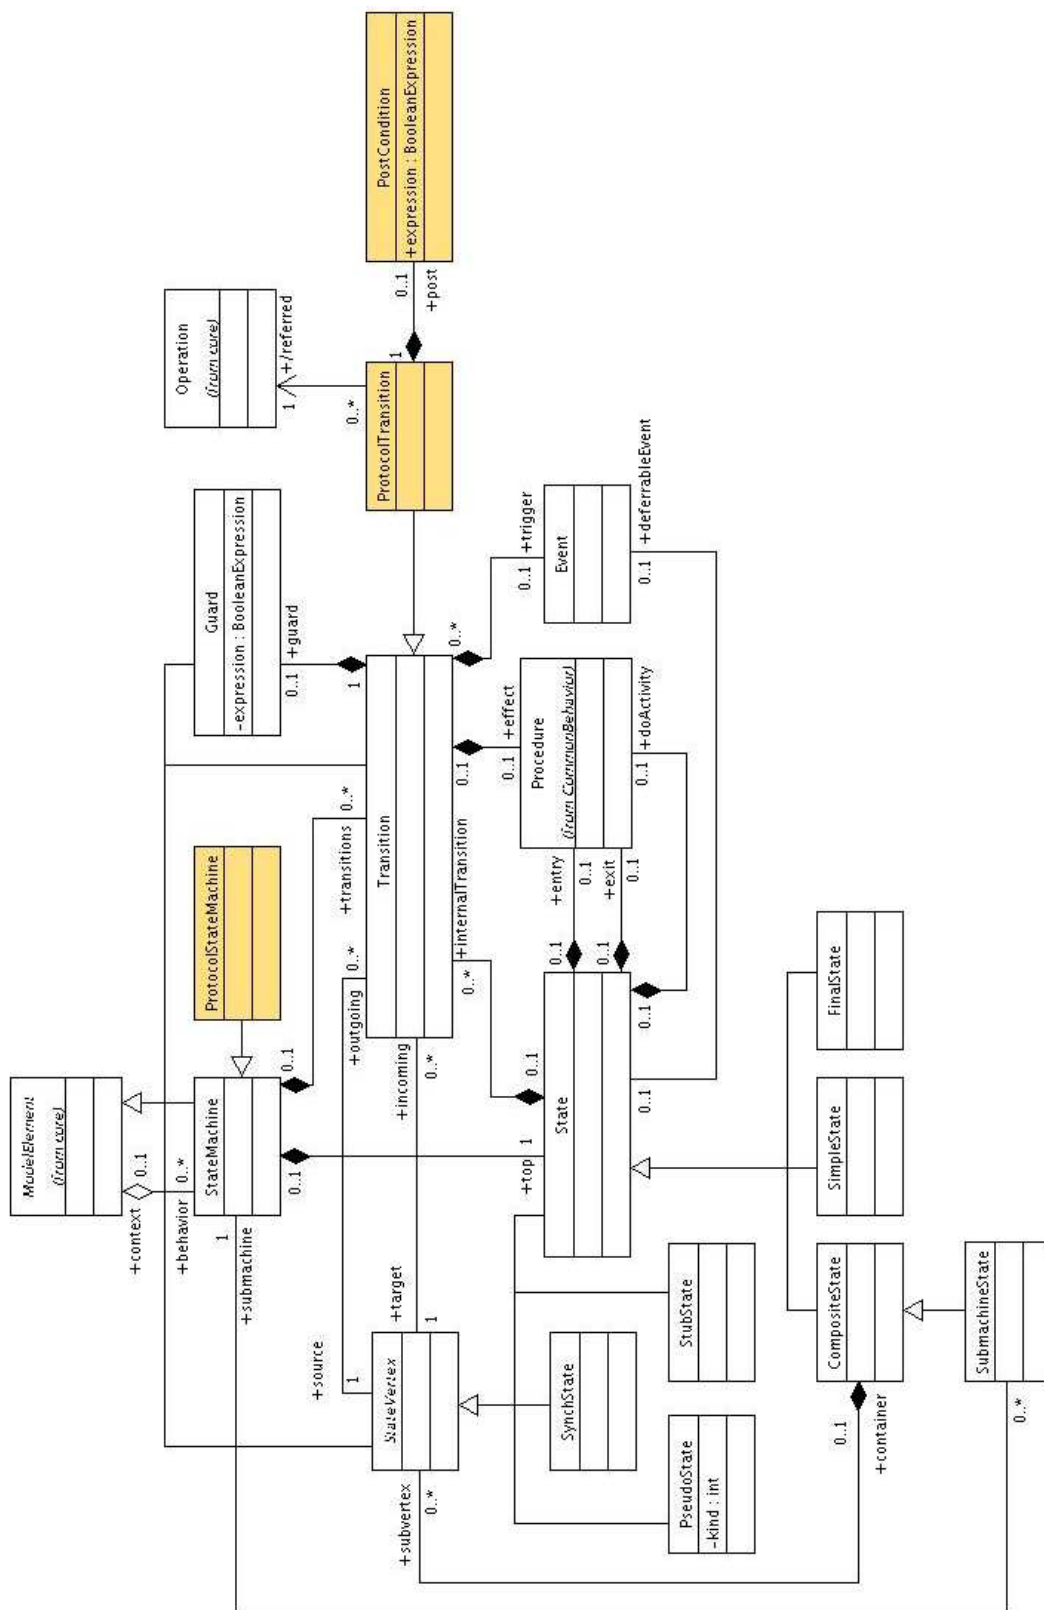 ModelElement
(from core)
+context
0..1
+behavior
0..*
StateMachine
1
+submachine
0..1
0..1
ProtocolStateMachine
Guard
-expression : BooleanExpression
0..1
+guard
1
Operation
(from core)
1
+/referred
0..*
+source
1
+outgoing
0..*
+transitions
0..*
StateVertex
+target
1
+incoming
0..*
Transition
ProtocolTransition
1
0..1
+post
PostCondition
+expression : BooleanExpression
+subvertex
0..*
+internalTransition
0..*
0..1
0..1
+effect
0..1
0..*
+trigger
0..1
SynchState
+top
1
State
0..1
0..1
+entry
0..1
0..1
+exit
0..1
Procedure
(from CommonBehavior)
Event
0..1
0..1
0..1
+doActivity
0..1
+deferrableEvent
PseudoState
-kind : int
StubState
CompositeState
SimpleState
FinalState
0..1
+container
SubmachineState
0..*